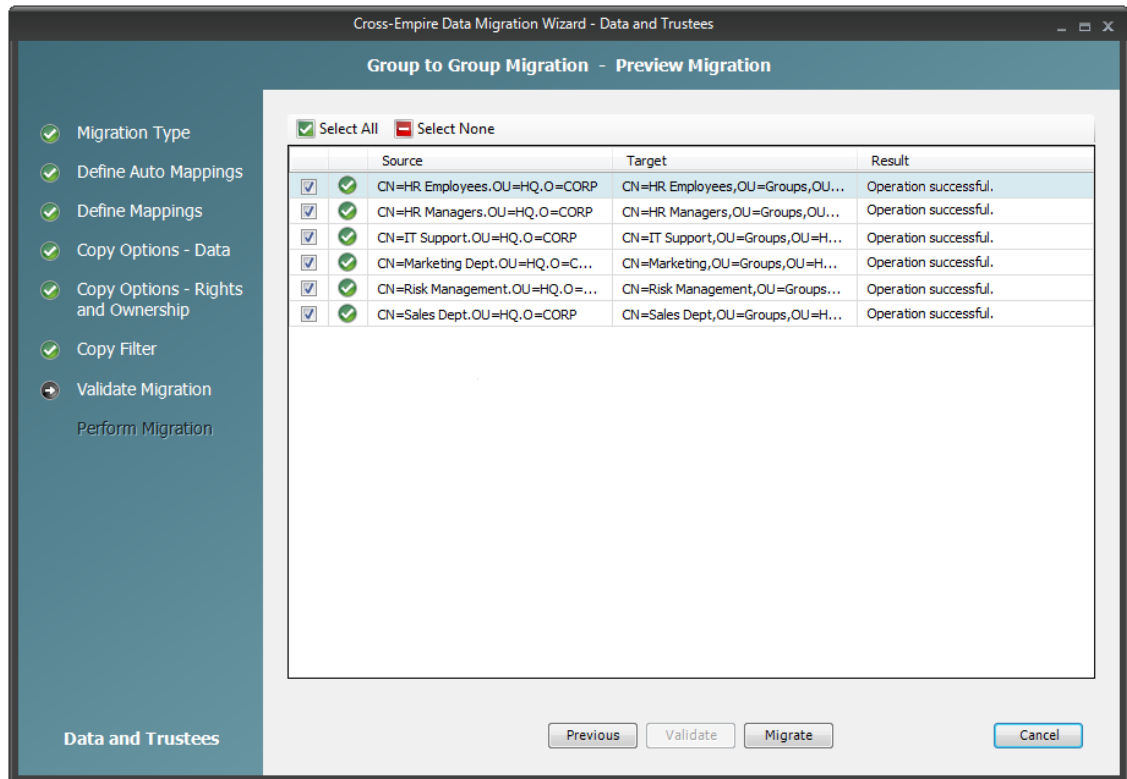 Cross-Empire Data Migration Wizard - Data and Trustees
Group to Group Migration - Preview Migration
Migration Type
Define Auto Mappings
Define Mappings
Copy Options - Data
Copy Options - Rights
and Ownership
Copy Filter
Validate Migration
Perform Migration
Data and Trustees
Select All Select None
Source Target Result
CN=HR Employees.OU=HQ.O=CORP CN=HR Employees,OU=Groups,OU... Operation successful.
CN=HR Managers.OU=HQ.O=CORP CN=HR Managers,OU=Groups,OU... Operation successful.
CN=IT Support.OU=HQ.O=CORP CN=IT Support,OU=Groups,OU=H... Operation successful.
CN=Marketing Dept.OU=HQ.O=C... CN=Marketing,OU=Groups,OU=H... Operation successful.
CN=Risk Management.OU=HQ.O=... CN=Risk Management,OU=Groups... Operation successful.
CN=Sales Dept.OU=HQ.O=CORP CN=Sales Dept,OU=Groups,OU=H... Operation successful.
Previous Validate Migrate Cancel